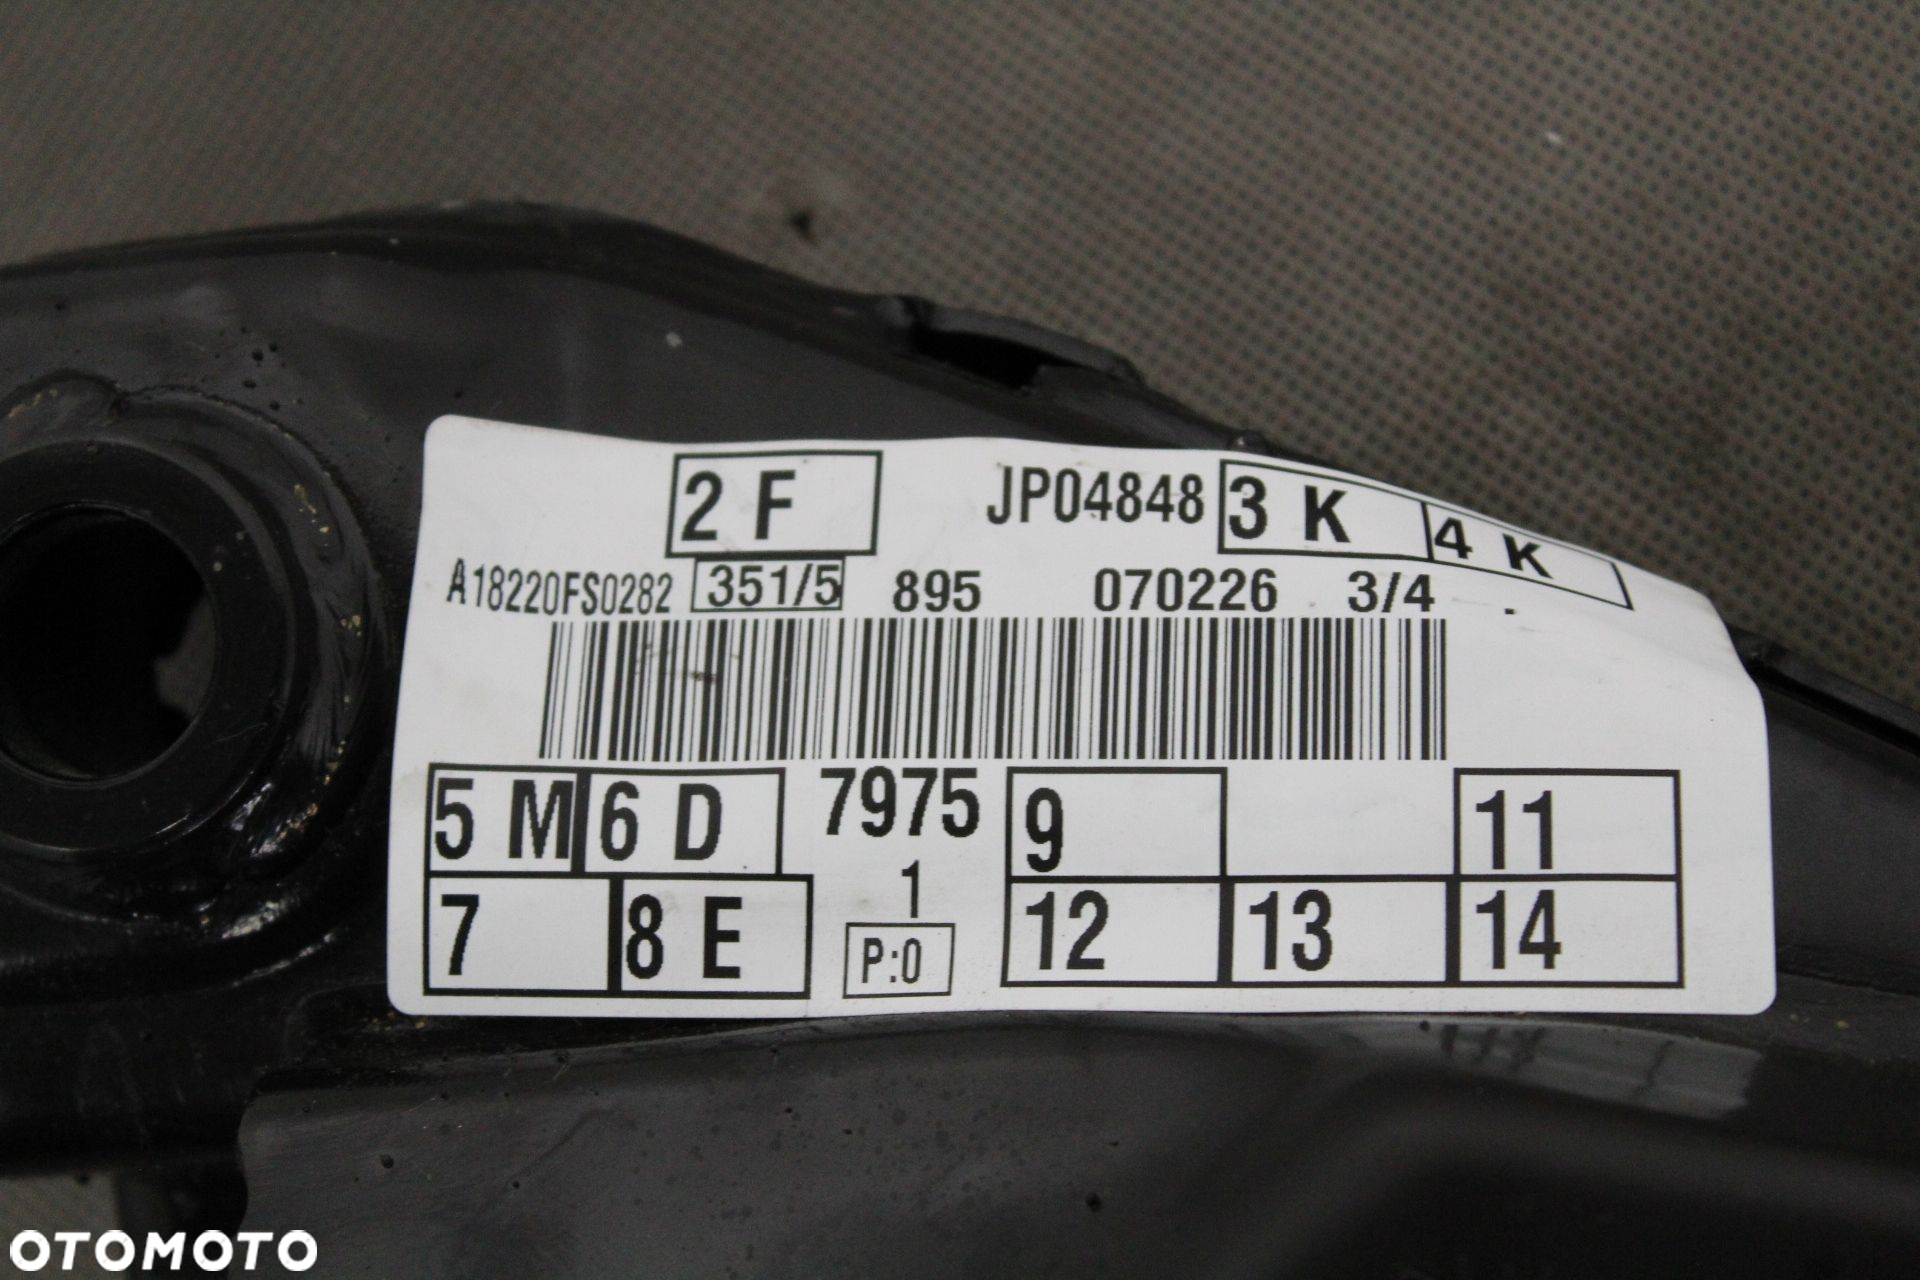 2 F JP04848 3 K 4 K
A18220FS0282 351/5 895 070226 3/4
5 M 6 D 7975 9 11
1
7 8 E P:0 12 13 14
OTOMOTO